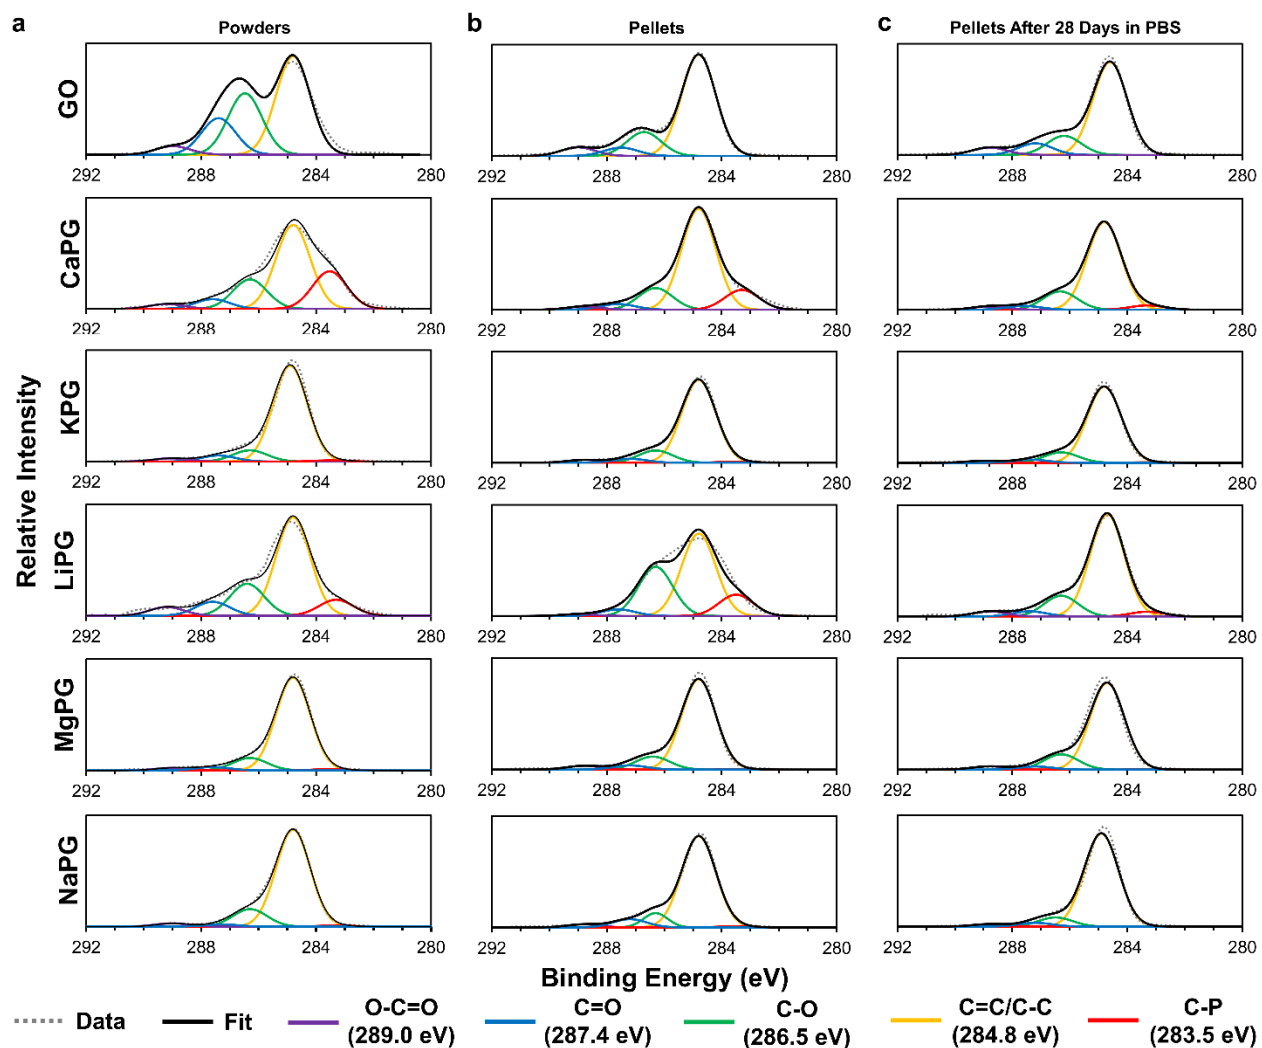 a
Powders
b
Pellets
c
Pellets After 28 Days in PBS
Relative Intensity
GO
292 288 284 280
292 288 284 280
292 288 284 280
CaPG
292 288 284 280
292 288 284 280
292 288 284 280
KPG
292 288 284 280
292 288 284 280
292 288 284 280
LiPG
292 288 284 280
292 288 284 280
292 288 284 280
MgPG
292 288 284 280
292 288 284 280
292 288 284 280
NaPG
292 288 284 280
292 288 284 280
292 288 284 280
Binding Energy (eV)
Data
Fit
O-C=O
(289.0 eV)
C=O
(287.4 eV)
C-O
(286.5 eV)
C=C/C-C
(284.8 eV)
C-P
(283.5 eV)